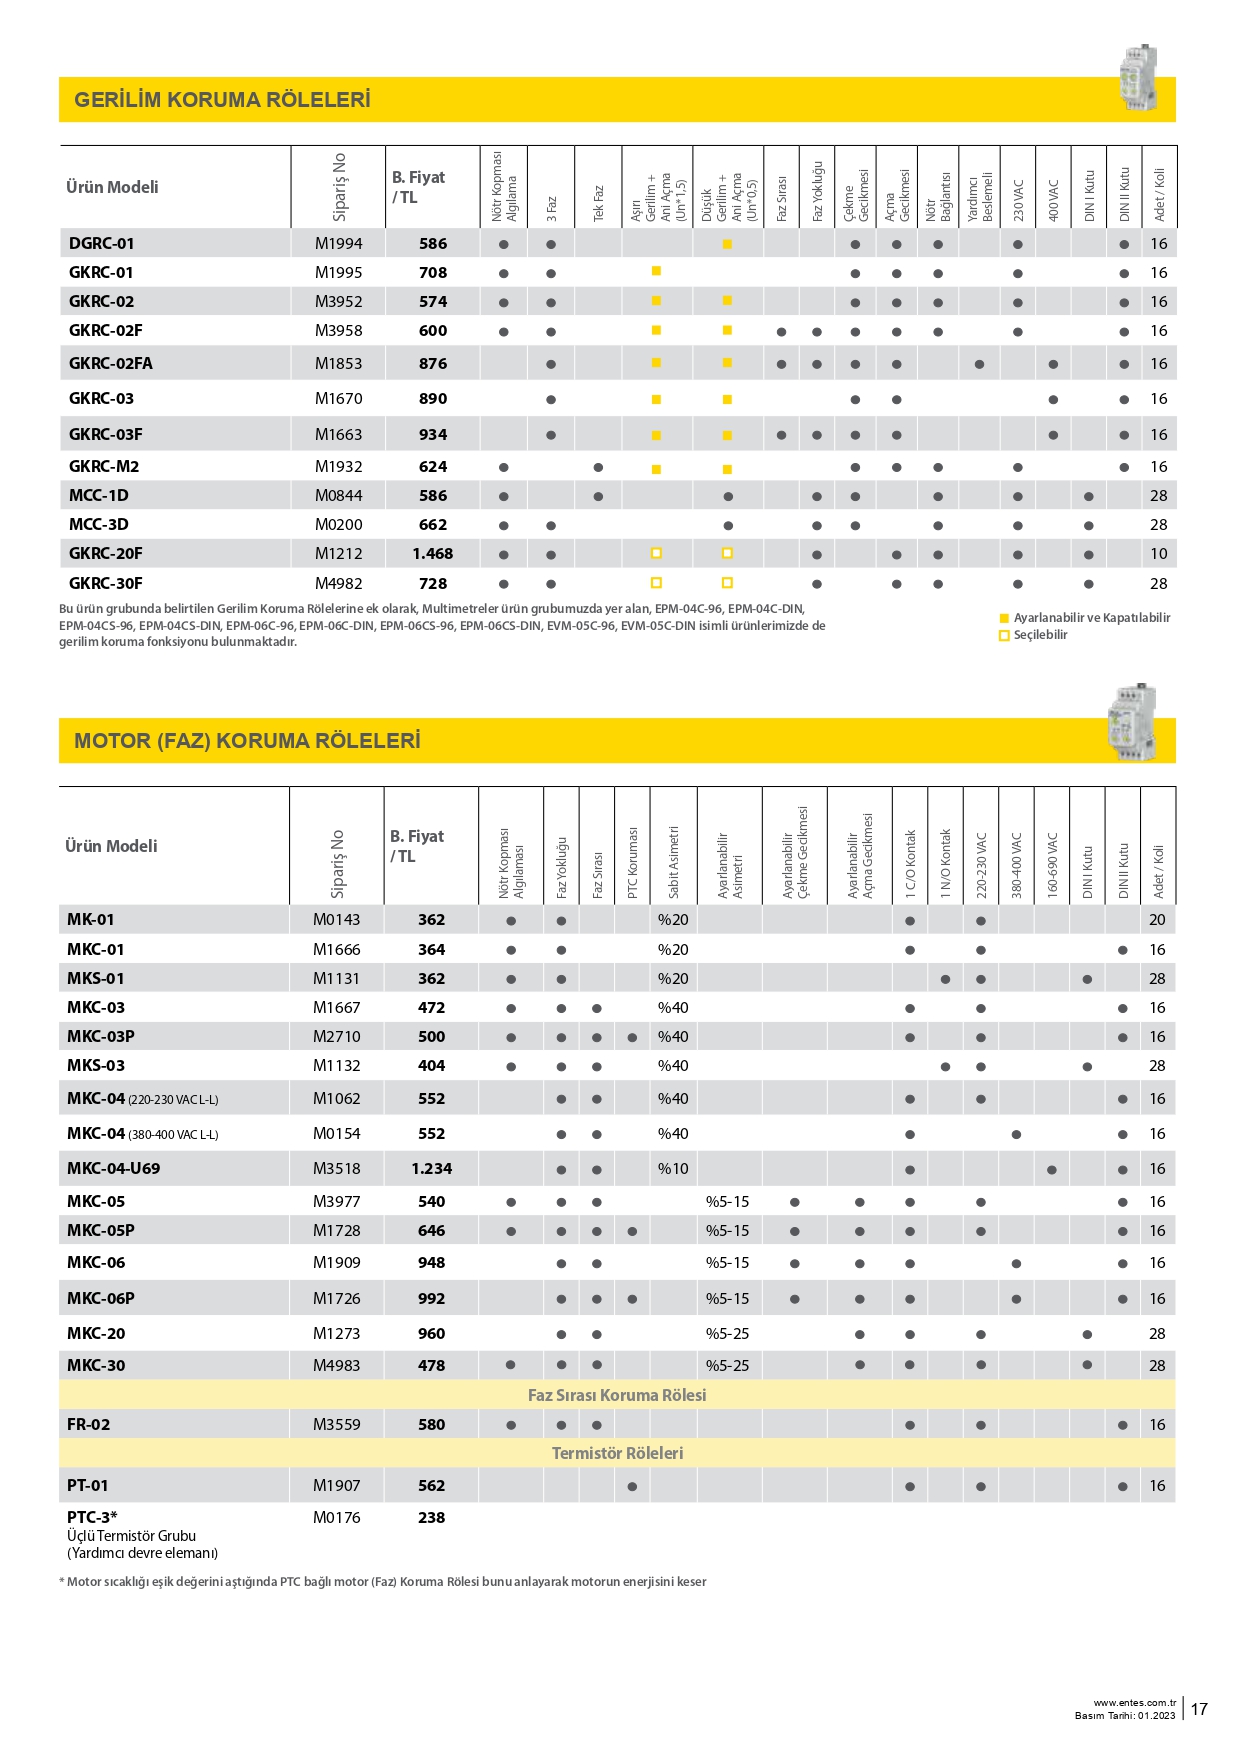 GERİLİM KORUMA RÖLELERİ
Ürün Modeli Sipariş No B. Fiyat / TL Nötr Kopması Algılama 3 Faz Tek Faz Aşırı Gerilim + Ani Açma (Un*1,5) Düşük Gerilim + Ani Açma (Un*0,5) Faz Sırası Faz Yokluğu Çekme Gecikmesi Açma Gecikmesi Nötr Bağlantısı Yardımcı Beslemeli 230 VAC 400 VAC DIN I Kutu DIN II Kutu Adet / Koli
DGRC-01 M1994 586 ● ● ■ ● ● ● ● ● 16
GKRC-01 M1995 708 ● ● ■ ● ● ● ● ● 16
GKRC-02 M3952 574 ● ● ■ ■ ● ● ● ● ● 16
GKRC-02F M3958 600 ● ● ■ ■ ● ● ● ● ● ● ● 16
GKRC-02FA M1853 876 ● ■ ■ ● ● ● ● ● ● ● 16
GKRC-03 M1670 890 ● ■ ■ ● ● ● ● 16
GKRC-03F M1663 934 ● ■ ■ ● ● ● ● ● ● 16
GKRC-M2 M1932 624 ● ● ■ ■ ● ● ● ● ● 16
MCC-1D M0844 586 ● ● ● ● ● ● ● ● 28
MCC-3D M0200 662 ● ● ● ● ● ● ● ● 28
GKRC-20F M1212 1.468 ● ● □ □ ● ● ● ● ● 10
GKRC-30F M4982 728 ● ● □ □ ● ● ● ● ● 28
Bu ürün grubunda belirtilen Gerilim Koruma Rölelerine ek olarak, Multimetreler ürün grubumuzda yer alan, EPM-04C-96, EPM-04C-DIN,
EPM-04CS-96, EPM-04CS-DIN, EPM-06C-96, EPM-06C-DIN, EPM-06CS-96, EPM-06CS-DIN, EVM-05C-96, EVM-05C-DIN isimli ürünlerimizde de
gerilim koruma fonksiyonu bulunmaktadır.
■ Ayarlanabilir ve Kapatılabilir
□ Seçilebilir
MOTOR (FAZ) KORUMA RÖLELERİ
Ürün Modeli Sipariş No B. Fiyat / TL Nötr Kopması Algılaması Faz Yokluğu Faz Sırası PTC Koruması Sabit Asimetri Ayarlanabilir Asimetri Ayarlanabilir Çekme Gecikmesi Ayarlanabilir Açma Gecikmesi 1 C/O Kontak 1 N/O Kontak 220-230 VAC 380-400 VAC 160-690 VAC DIN I Kutu DIN II Kutu Adet / Koli
MK-01 M0143 362 ● ● %20 ● ● 20
MKC-01 M1666 364 ● ● %20 ● ● ● 16
MKS-01 M1131 362 ● ● %20 ● ● ● 28
MKC-03 M1667 472 ● ● ● %40 ● ● ● 16
MKC-03P M2710 500 ● ● ● ● %40 ● ● ● 16
MKS-03 M1132 404 ● ● ● %40 ● ● ● 28
MKC-04 (220-230 VAC L-L) M1062 552 ● ● %40 ● ● ● 16
MKC-04 (380-400 VAC L-L) M0154 552 ● ● %40 ● ● ● 16
MKC-04-U69 M3518 1.234 ● ● %10 ● ● ● 16
MKC-05 M3977 540 ● ● ● %5-15 ● ● ● ● ● 16
MKC-05P M1728 646 ● ● ● ● %5-15 ● ● ● ● ● 16
MKC-06 M1909 948 ● ● %5-15 ● ● ● ● ● 16
MKC-06P M1726 992 ● ● ● %5-15 ● ● ● ● ● 16
MKC-20 M1273 960 ● ● %5-25 ● ● ● ● 28
MKC-30 M4983 478 ● ● ● %5-25 ● ● ● ● 28
Faz Sırası Koruma Rölesi
FR-02 M3559 580 ● ● ● ● ● ● 16
Termistör Röleleri
PT-01 M1907 562 ● ● ● ● 16
PTC-3* M0176 238
Üçlü Termistör Grubu
(Yardımcı devre elemanı)
* Motor sıcaklığı eşik değerini aştığında PTC bağlı motor (Faz) Koruma Rölesi bunu anlayarak motorun enerjisini keser
www.entes.com.tr
Basım Tarihi: 01.2023
17